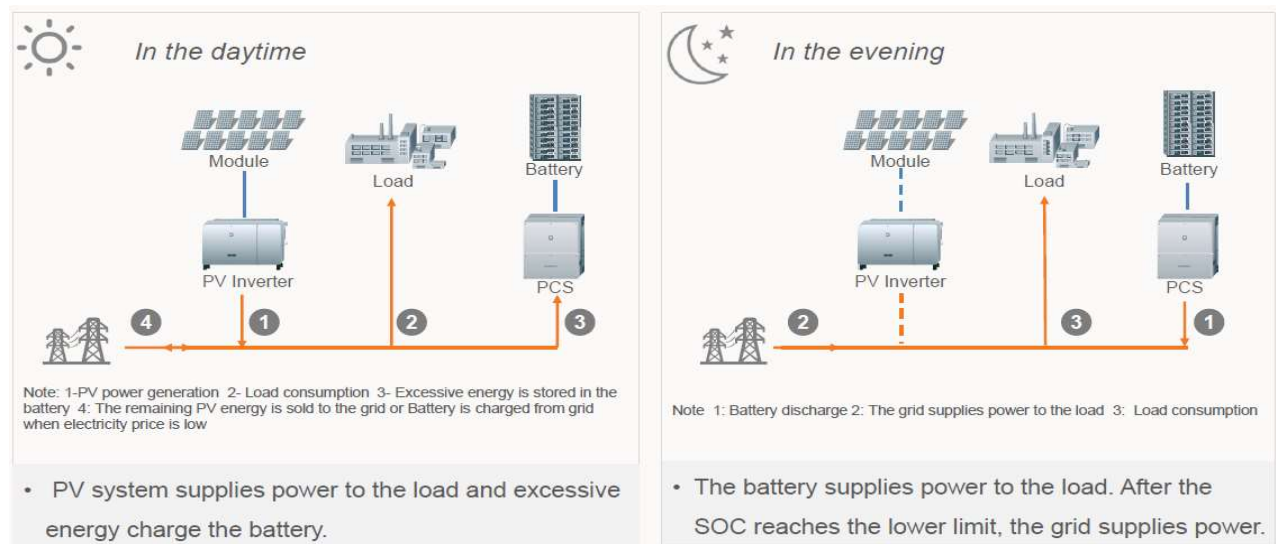 In the daytime
Module
Load
Battery
PV Inverter
PCS
4
1
2
3
Note: 1-PV power generation 2- Load consumption 3- Excessive energy is stored in the
battery 4: The remaining PV energy is sold to the grid or Battery is charged from grid
when electricity price is low
• PV system supplies power to the load and excessive
energy charge the battery.
In the evening
Module
Load
Battery
PV Inverter
PCS
2
3
1
Note 1: Battery discharge 2: The grid supplies power to the load 3: Load consumption
• The battery supplies power to the load. After the
SOC reaches the lower limit, the grid supplies power.